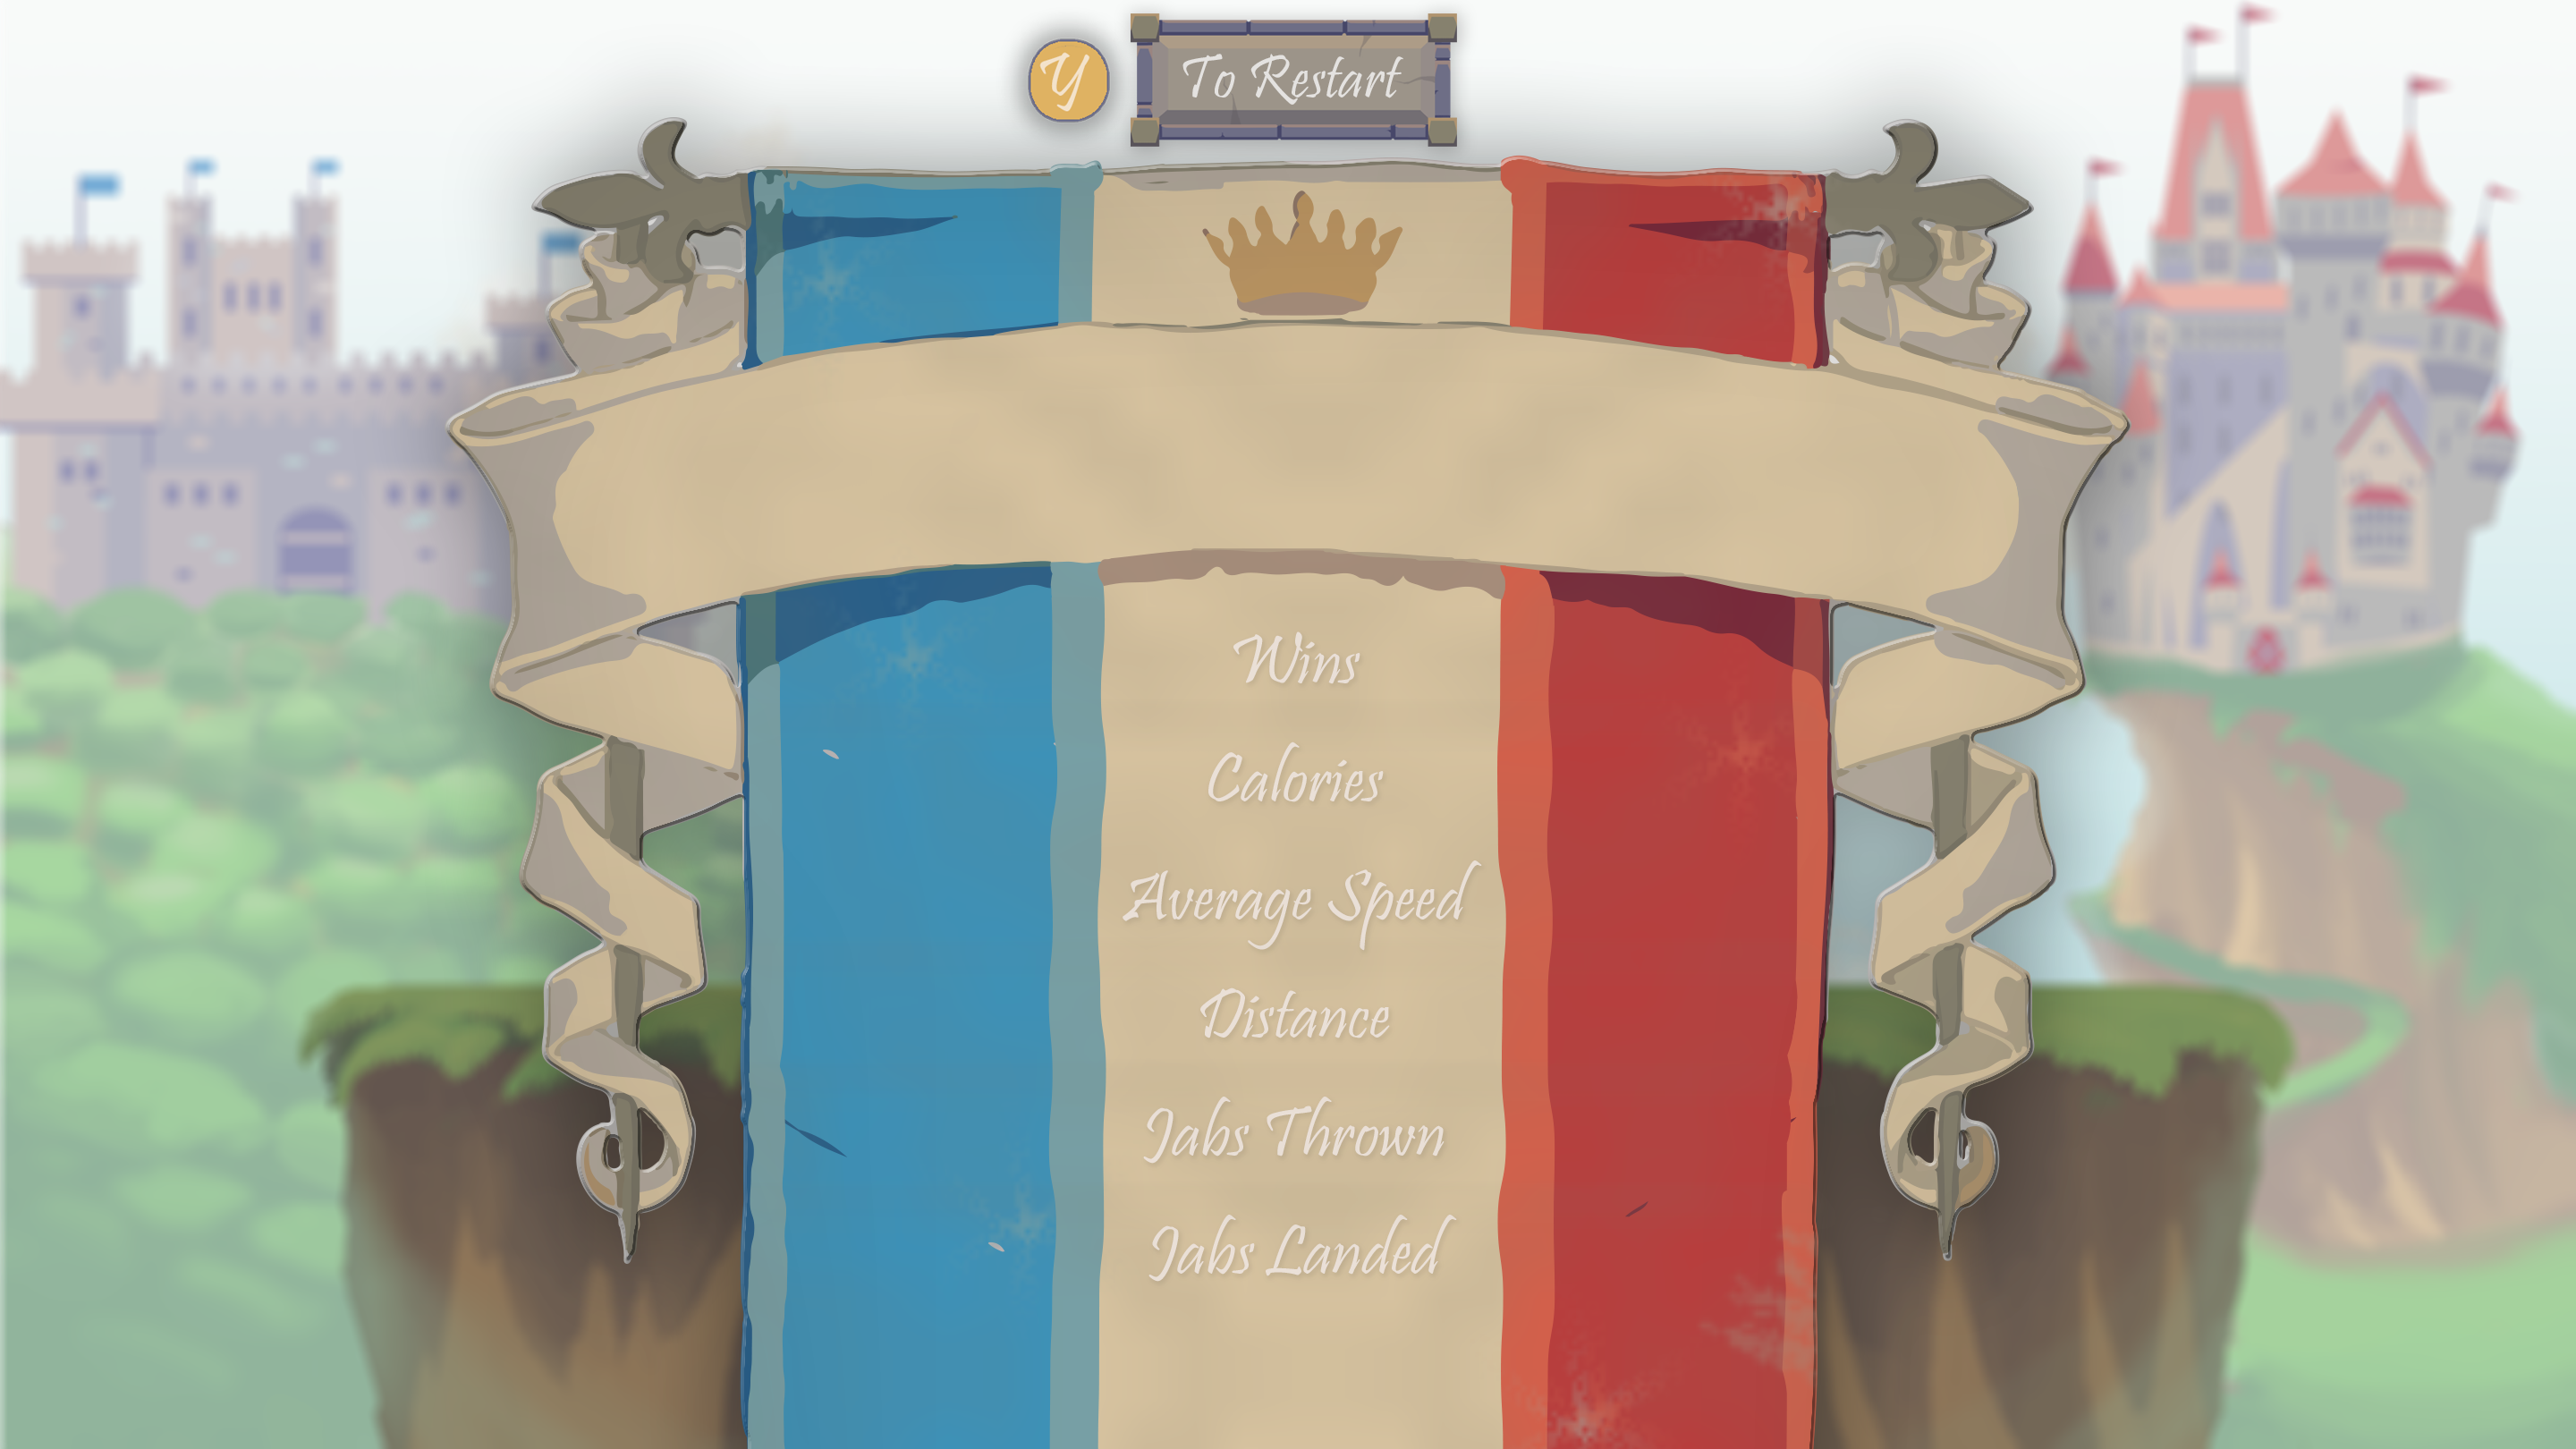 Y To Restart
Wins
Calories
Average Speed
Distance
Jabs Thrown
Jabs Landed